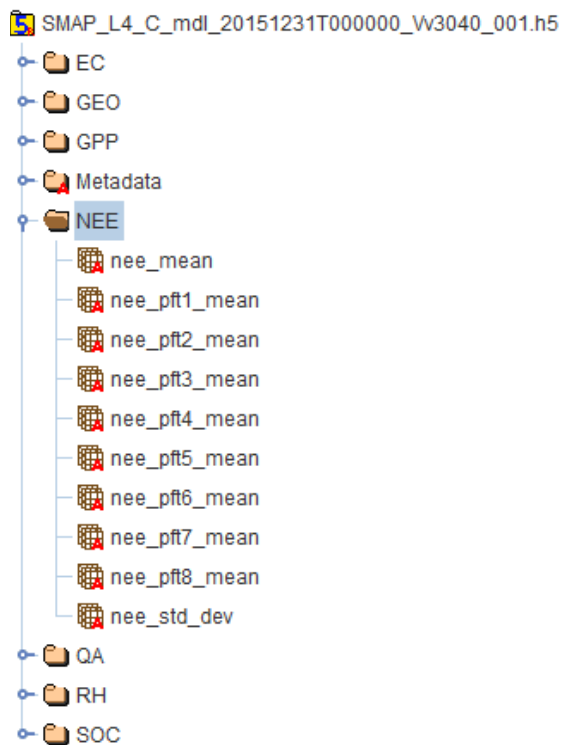 SMAP_L4_C_mdl_20151231T000000_Vv3040_001.h5
EC
GEO
GPP
Metadata
NEE
nee_mean
nee_pft1_mean
nee_pft2_mean
nee_pft3_mean
nee_pft4_mean
nee_pft5_mean
nee_pft6_mean
nee_pft7_mean
nee_pft8_mean
nee_std_dev
QA
RH
SOC